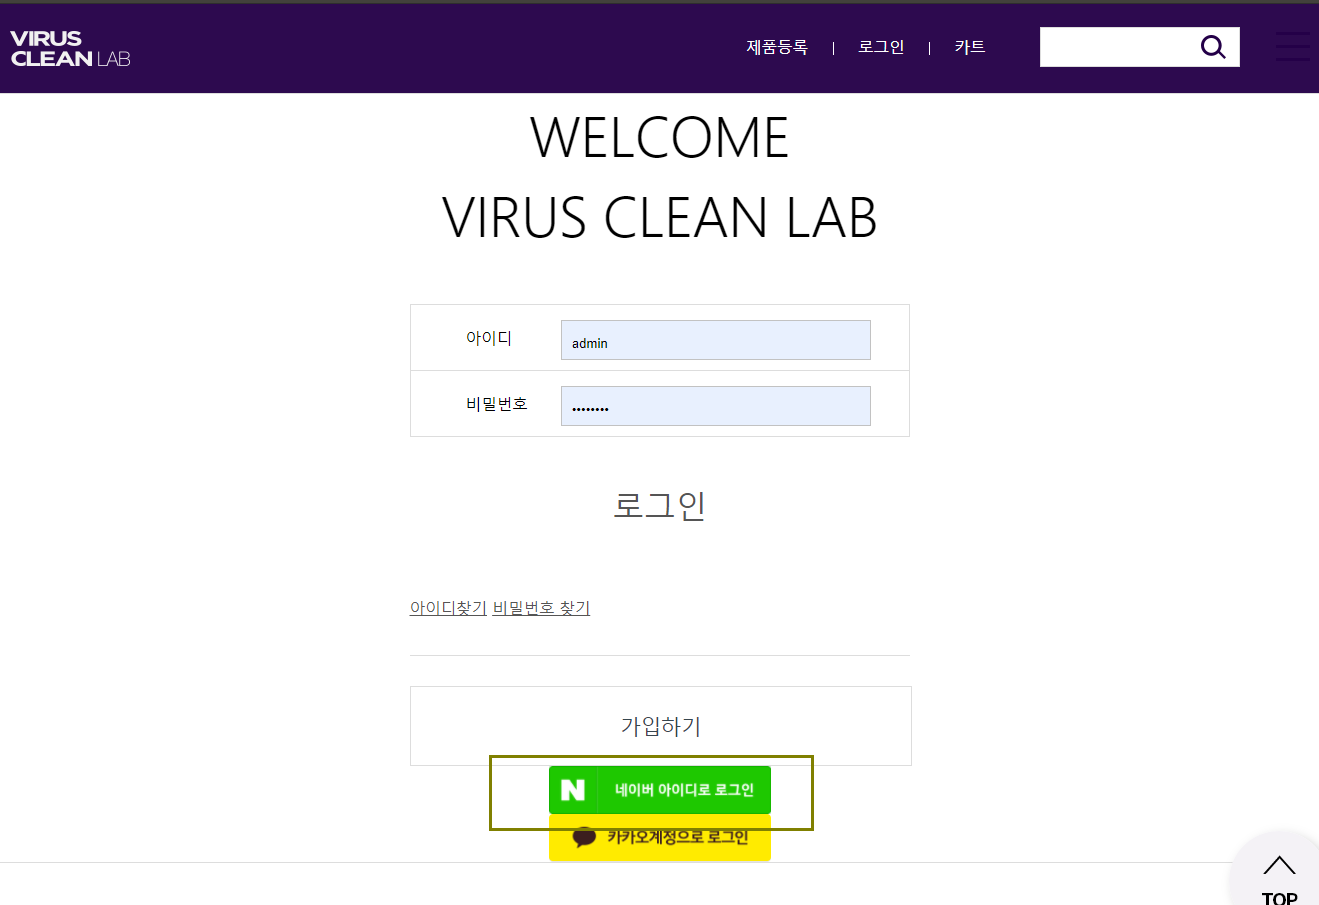 VIRUS
CLEAN LAB
제품등록 | 로그인 | 카트
WELCOME
VIRUS CLEAN LAB
아이디 admin
비밀번호 ••••••••
로그인
아이디찾기 비밀번호 찾기
가입하기
N 네이버 아이디로 로그인
카카오계정으로 로그인
TOP